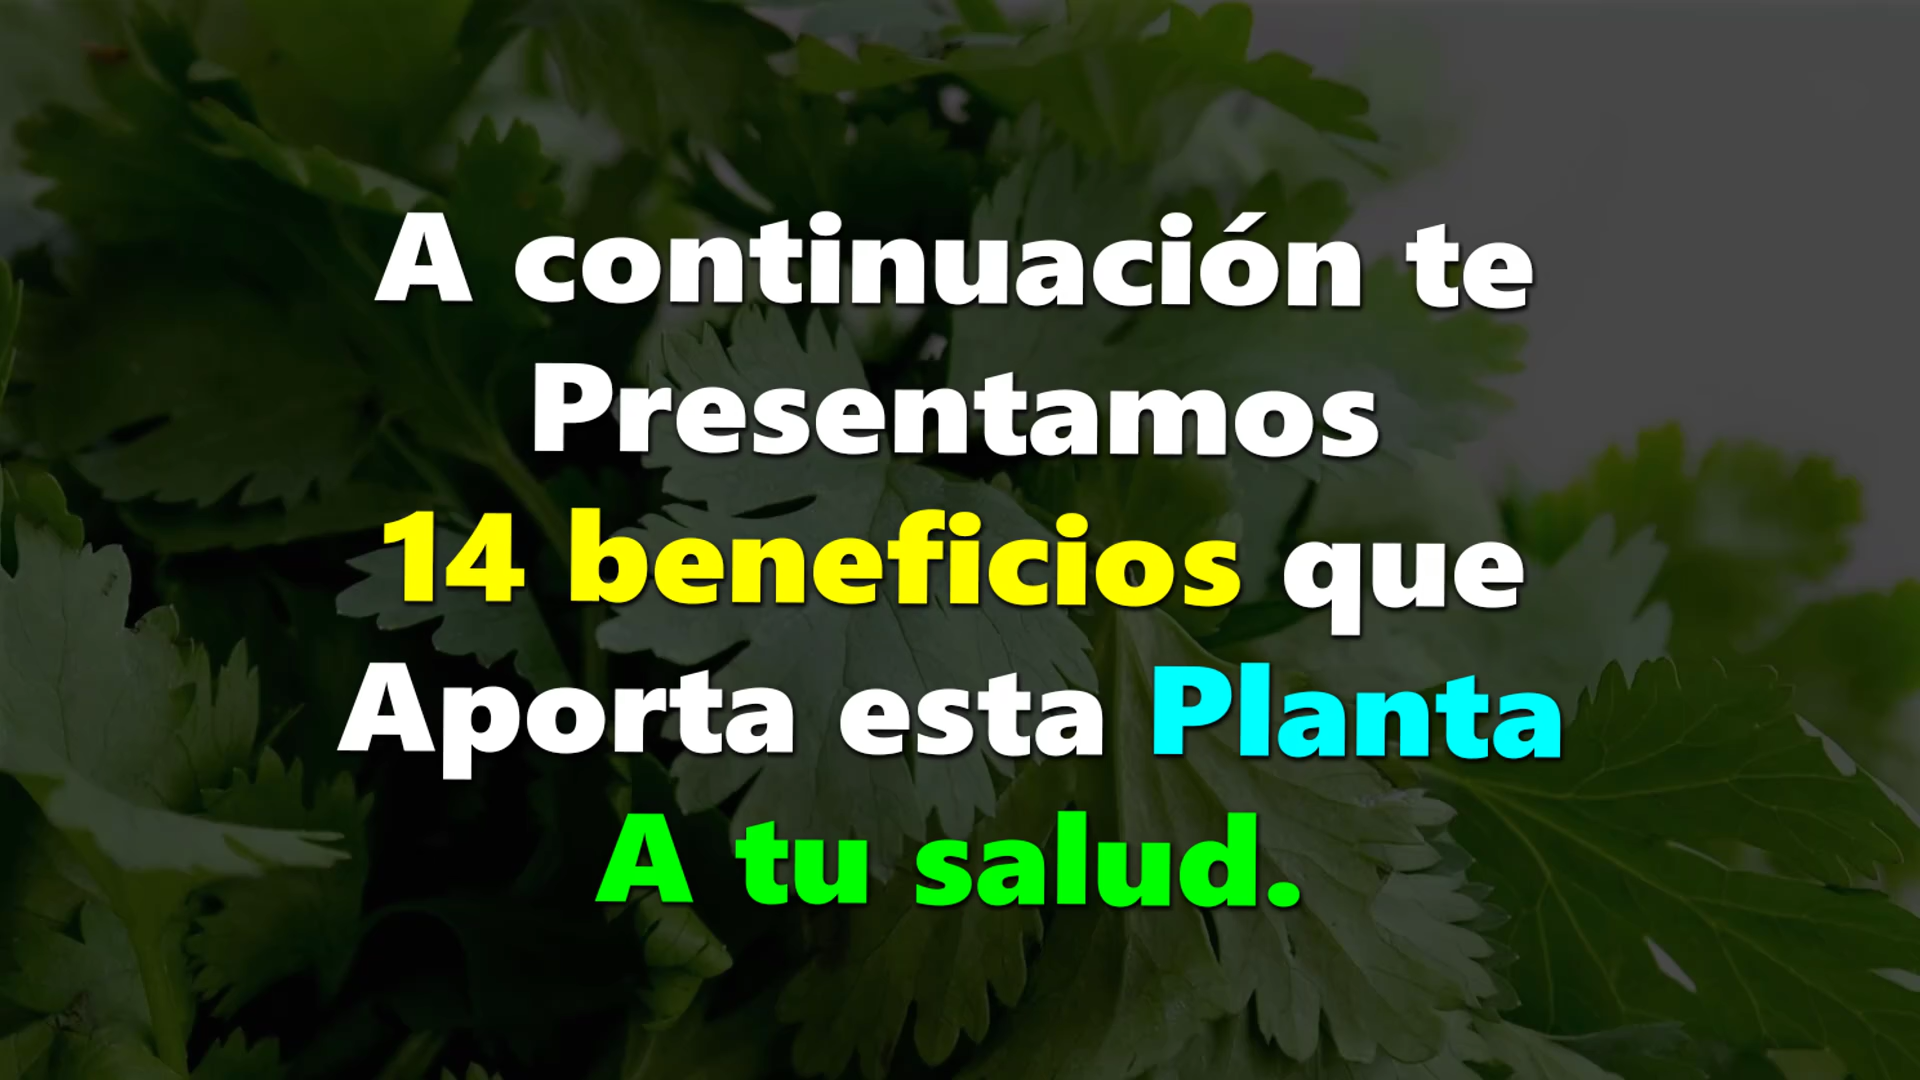 A continuación te
Presentamos
14 beneficios que
Aporta esta Planta
A tu salud.